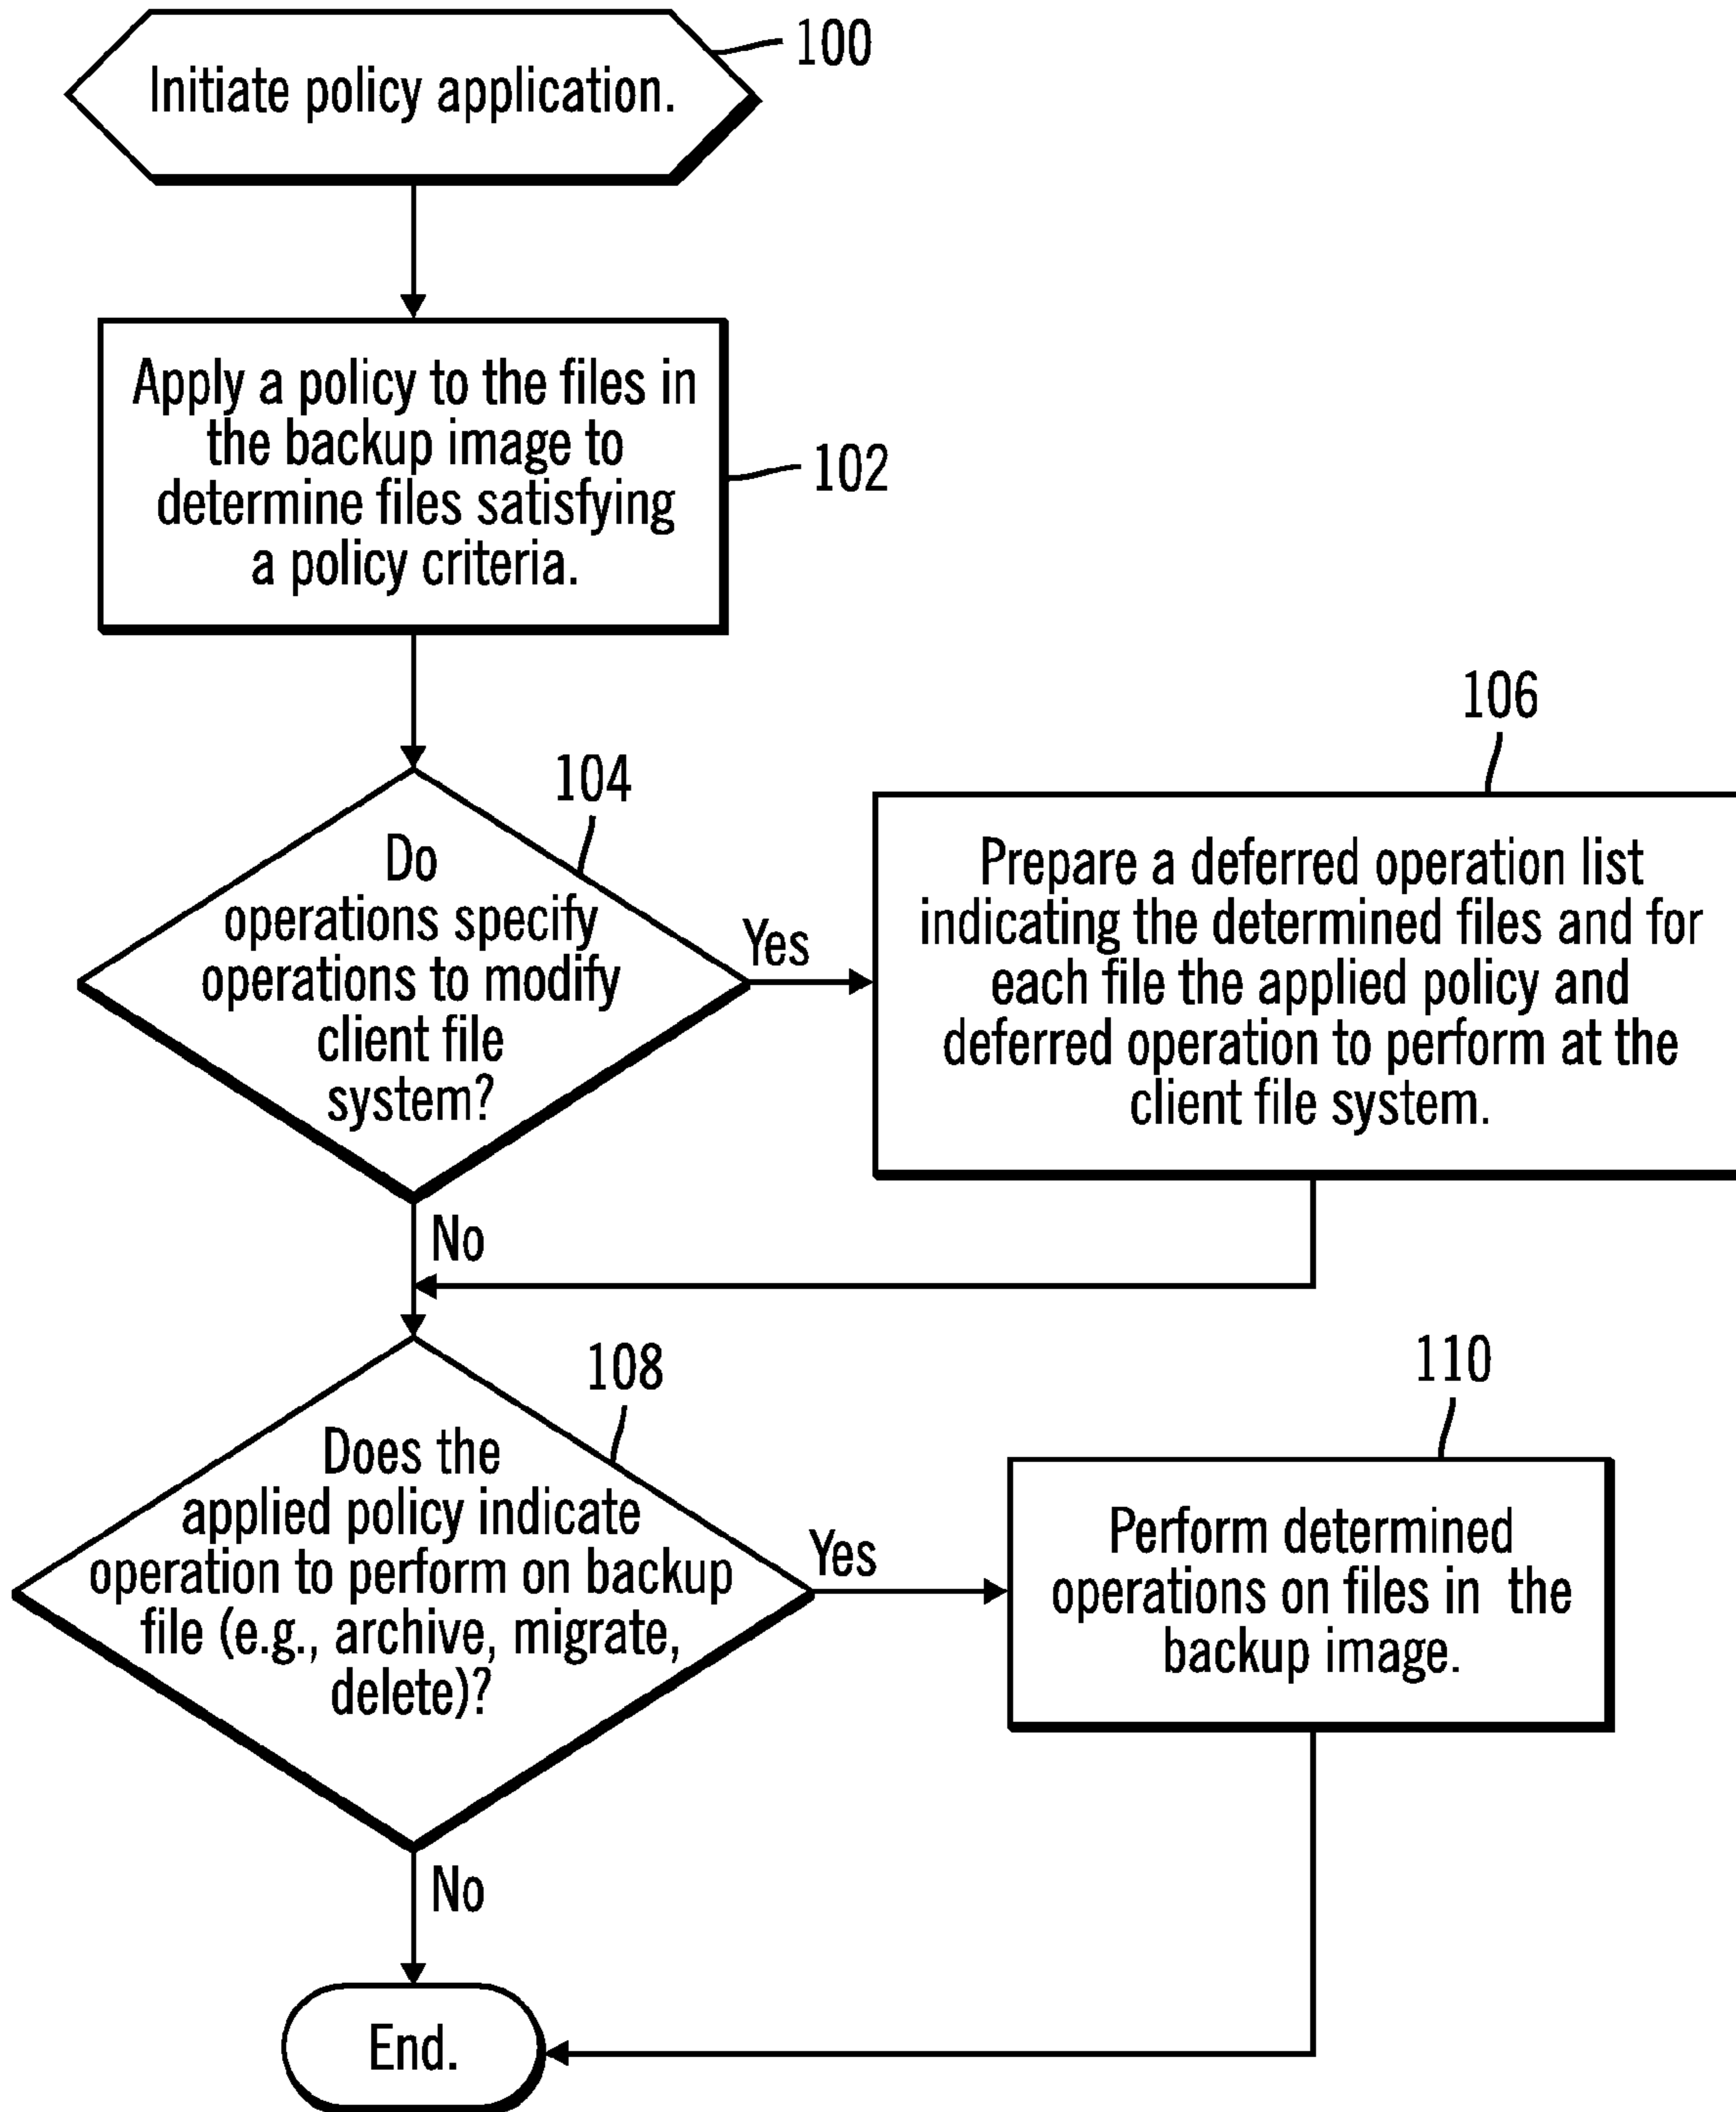 100
Initiate policy application.
Apply a policy to the files in
the backup image to
determine files satisfying
a policy criteria.
102
104
Do
operations specify
operations to modify
client file
system?
Yes
106
Prepare a deferred operation list
indicating the determined files and for
each file the applied policy and
deferred operation to perform at the
client file system.
No
108
Does the
applied policy indicate
operation to perform on backup
file (e.g., archive, migrate,
delete)?
Yes
110
Perform determined
operations on files in the
backup image.
No
End.